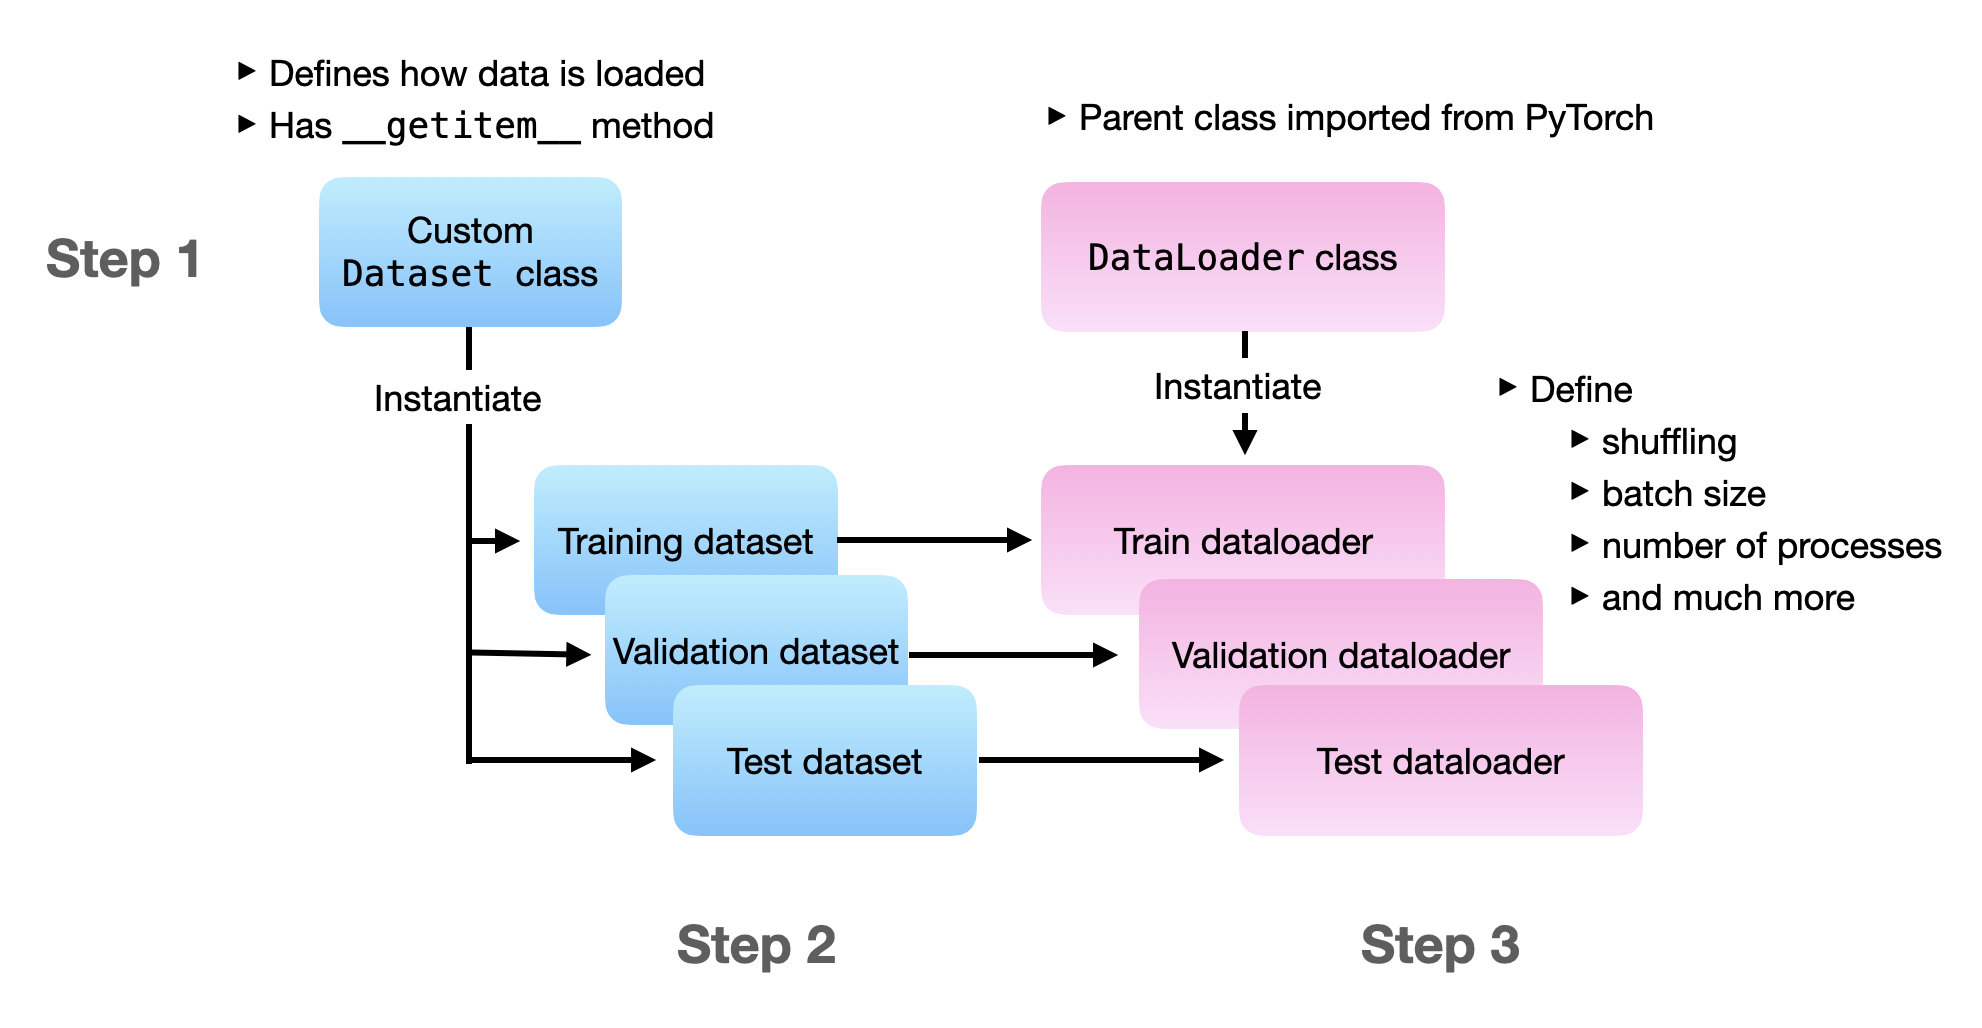 ▸ Defines how data is loaded
▸ Has __getitem__ method
▸ Parent class imported from PyTorch
Step 1
Custom
Dataset class
DataLoader class
Instantiate
Instantiate
▸ Define
▸ shuffling
▸ batch size
▸ number of processes
▸ and much more
Training dataset
Train dataloader
Validation dataset
Validation dataloader
Test dataset
Test dataloader
Step 2
Step 3